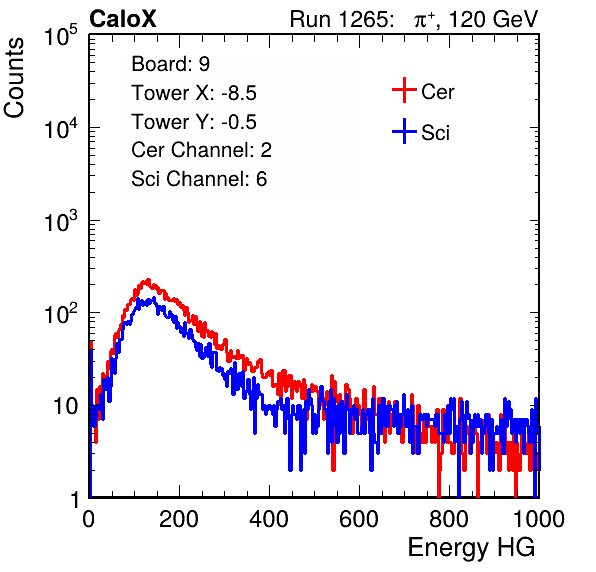 CaloX Run 1265: π⁺, 120 GeV
Counts
10⁵
10⁴
10³
10²
10
1
Board: 9
Tower X: -8.5
Tower Y: -0.5
Cer Channel: 2
Sci Channel: 6
Cer
Sci
0 200 400 600 800 1000
Energy HG